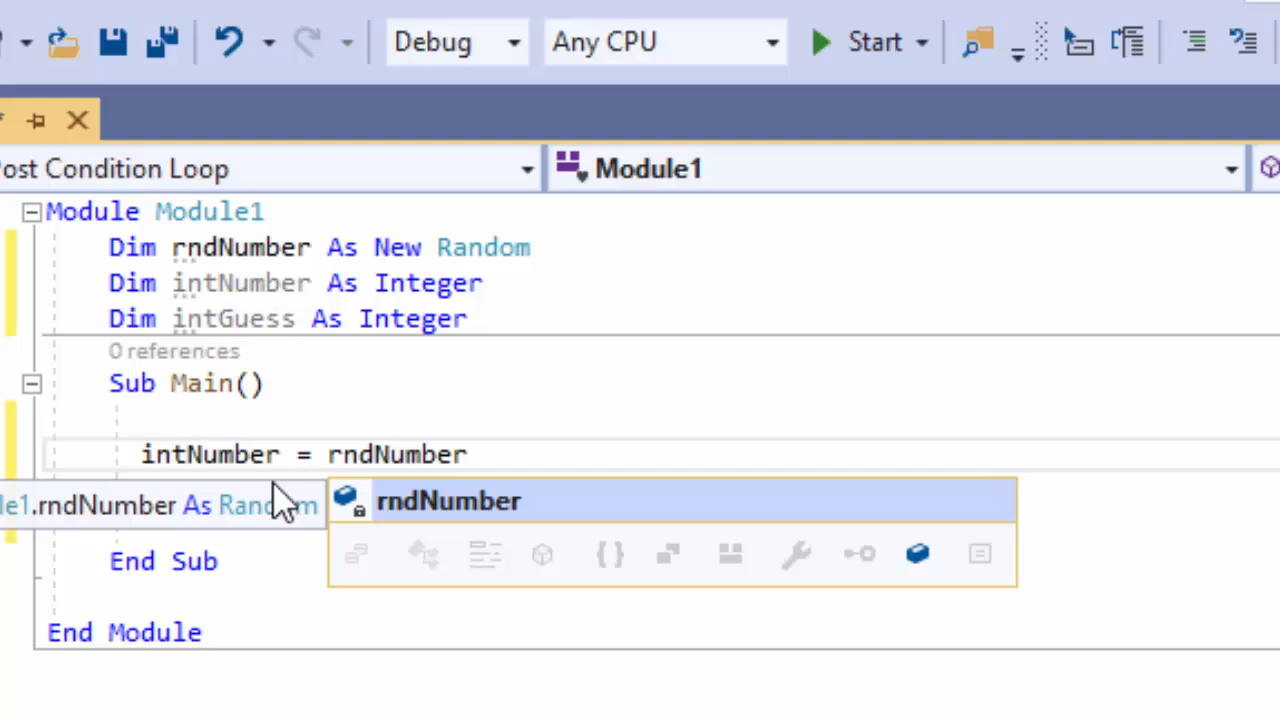 Debug Any CPU Start
ost Condition Loop Module1
Module Module1
Dim rndNumber As New Random
Dim intNumber As Integer
Dim intGuess As Integer
0 references
Sub Main()
intNumber = rndNumber
le1.rndNumber As Random
rndNumber
End Sub
End Module